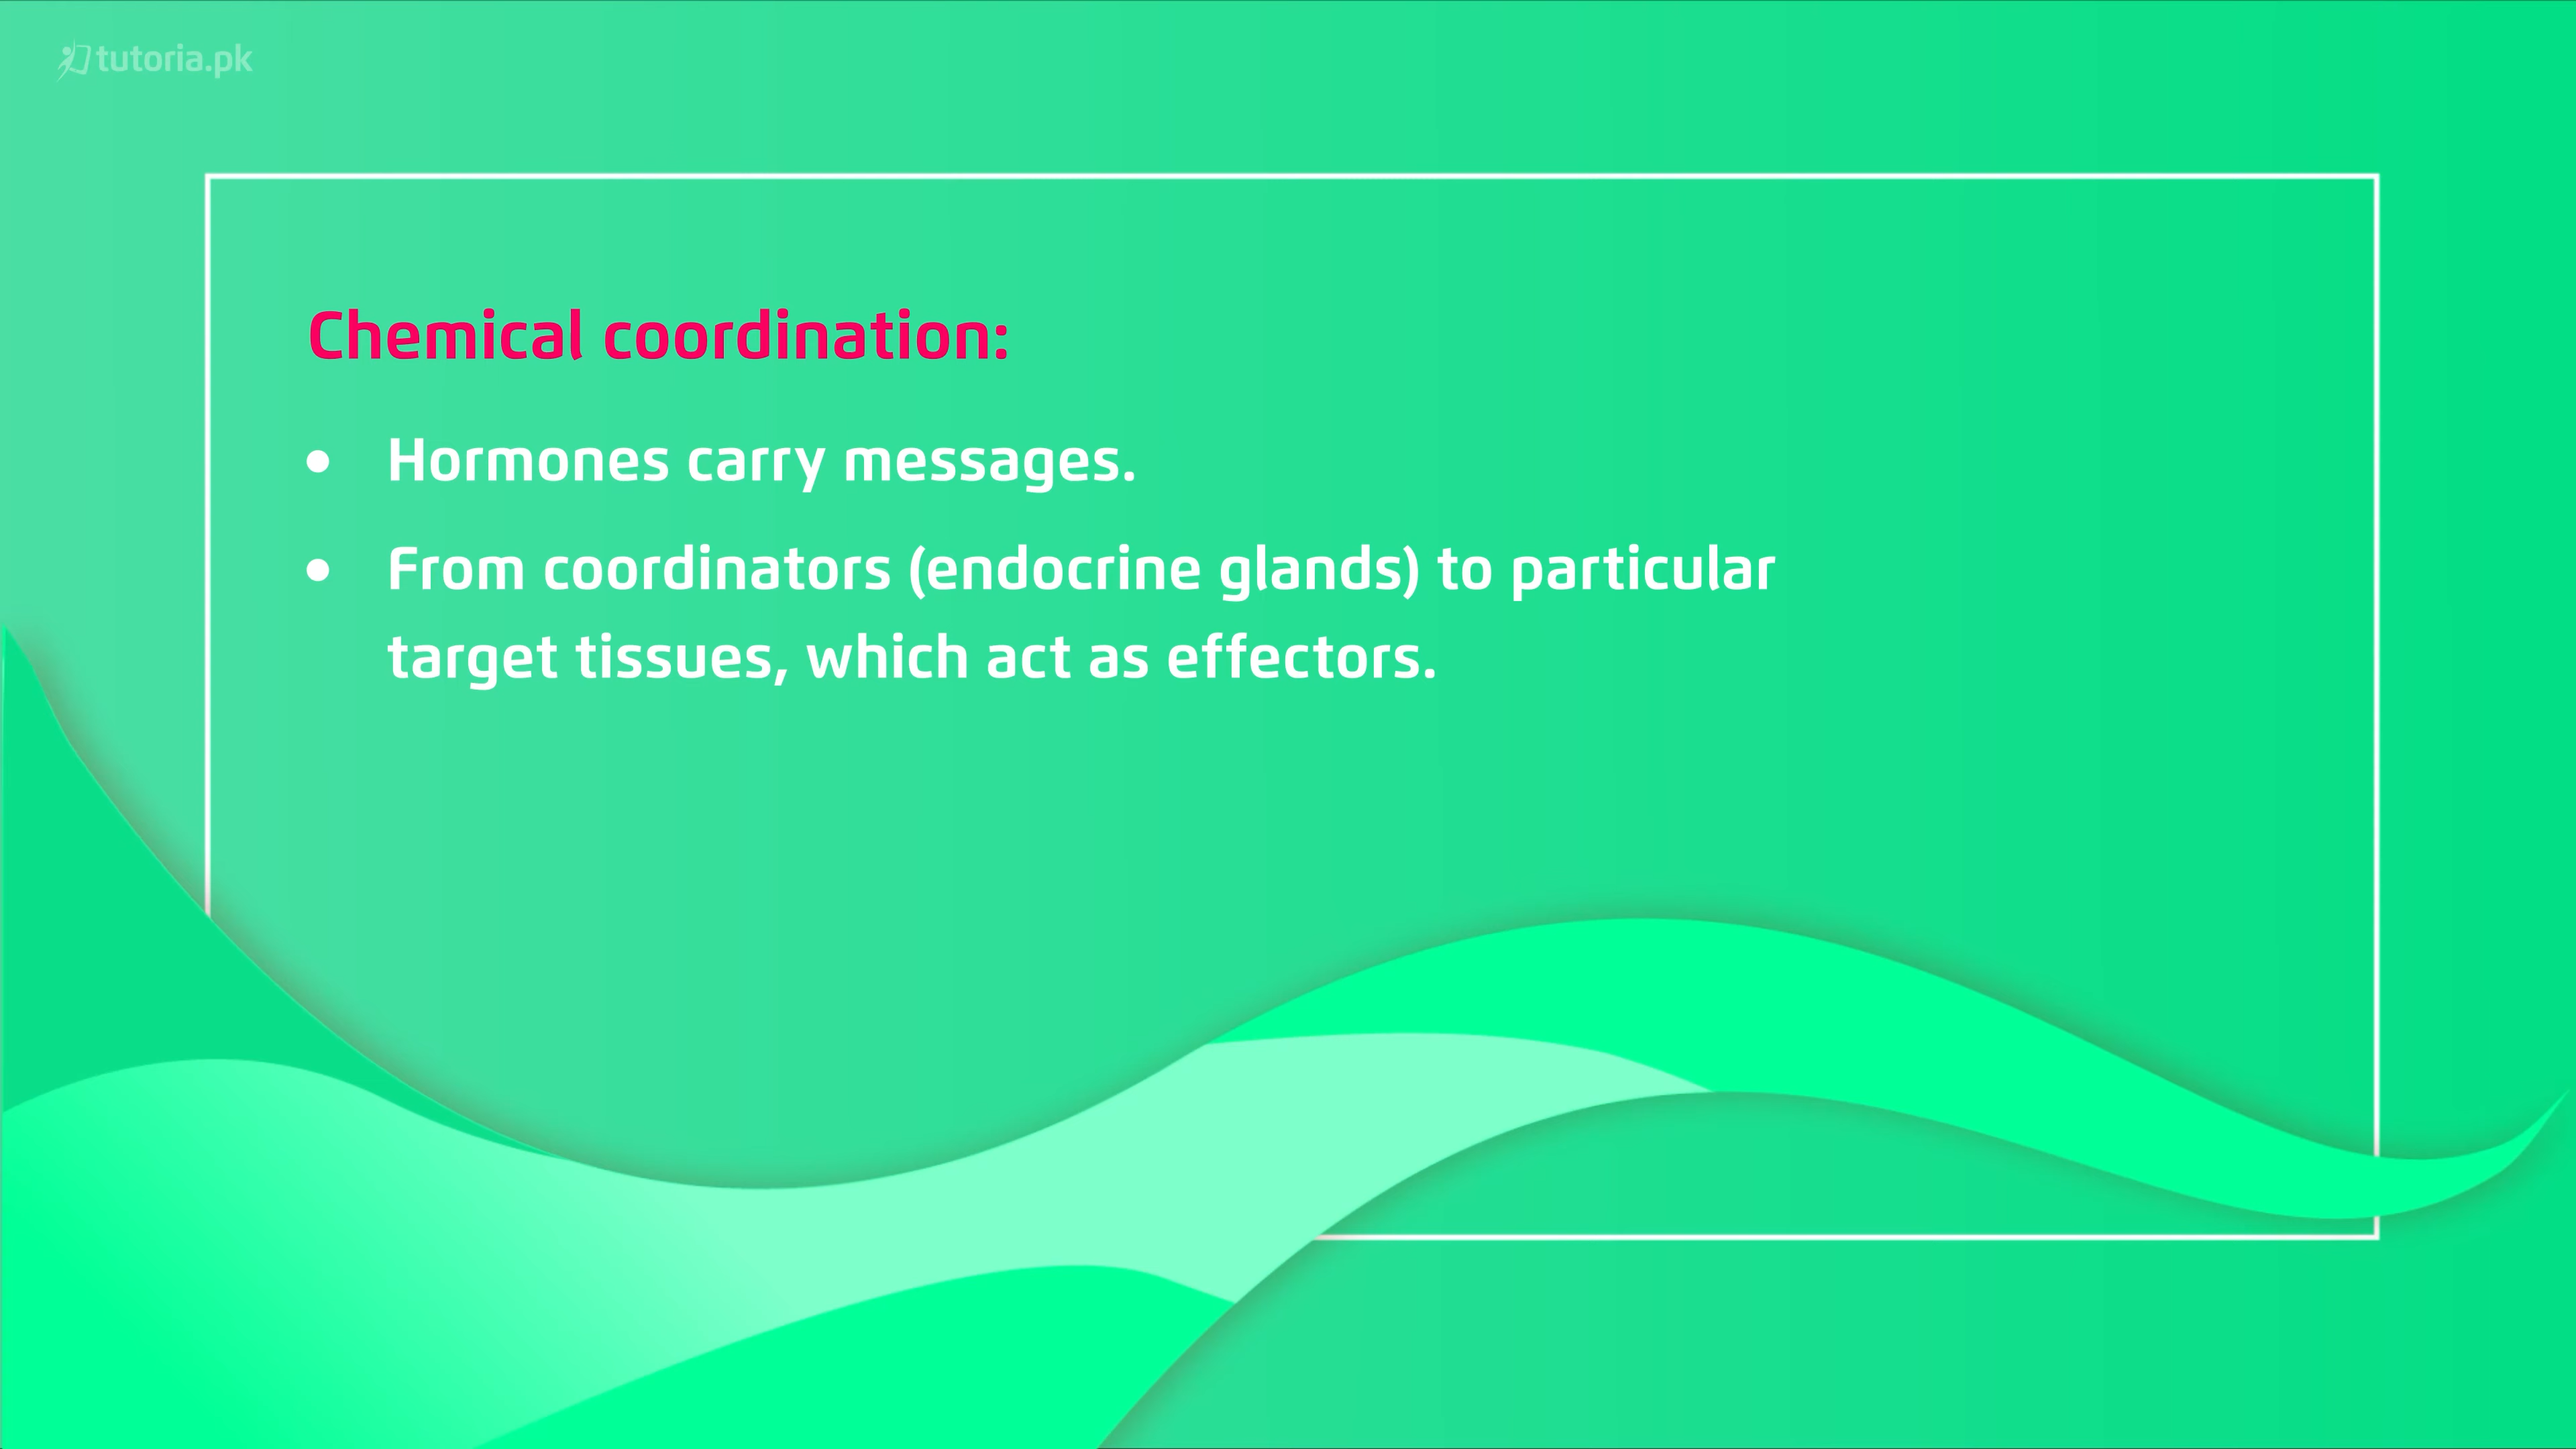 tutoria.pk
Chemical coordination:
• Hormones carry messages.
• From coordinators (endocrine glands) to particular
target tissues, which act as effectors.